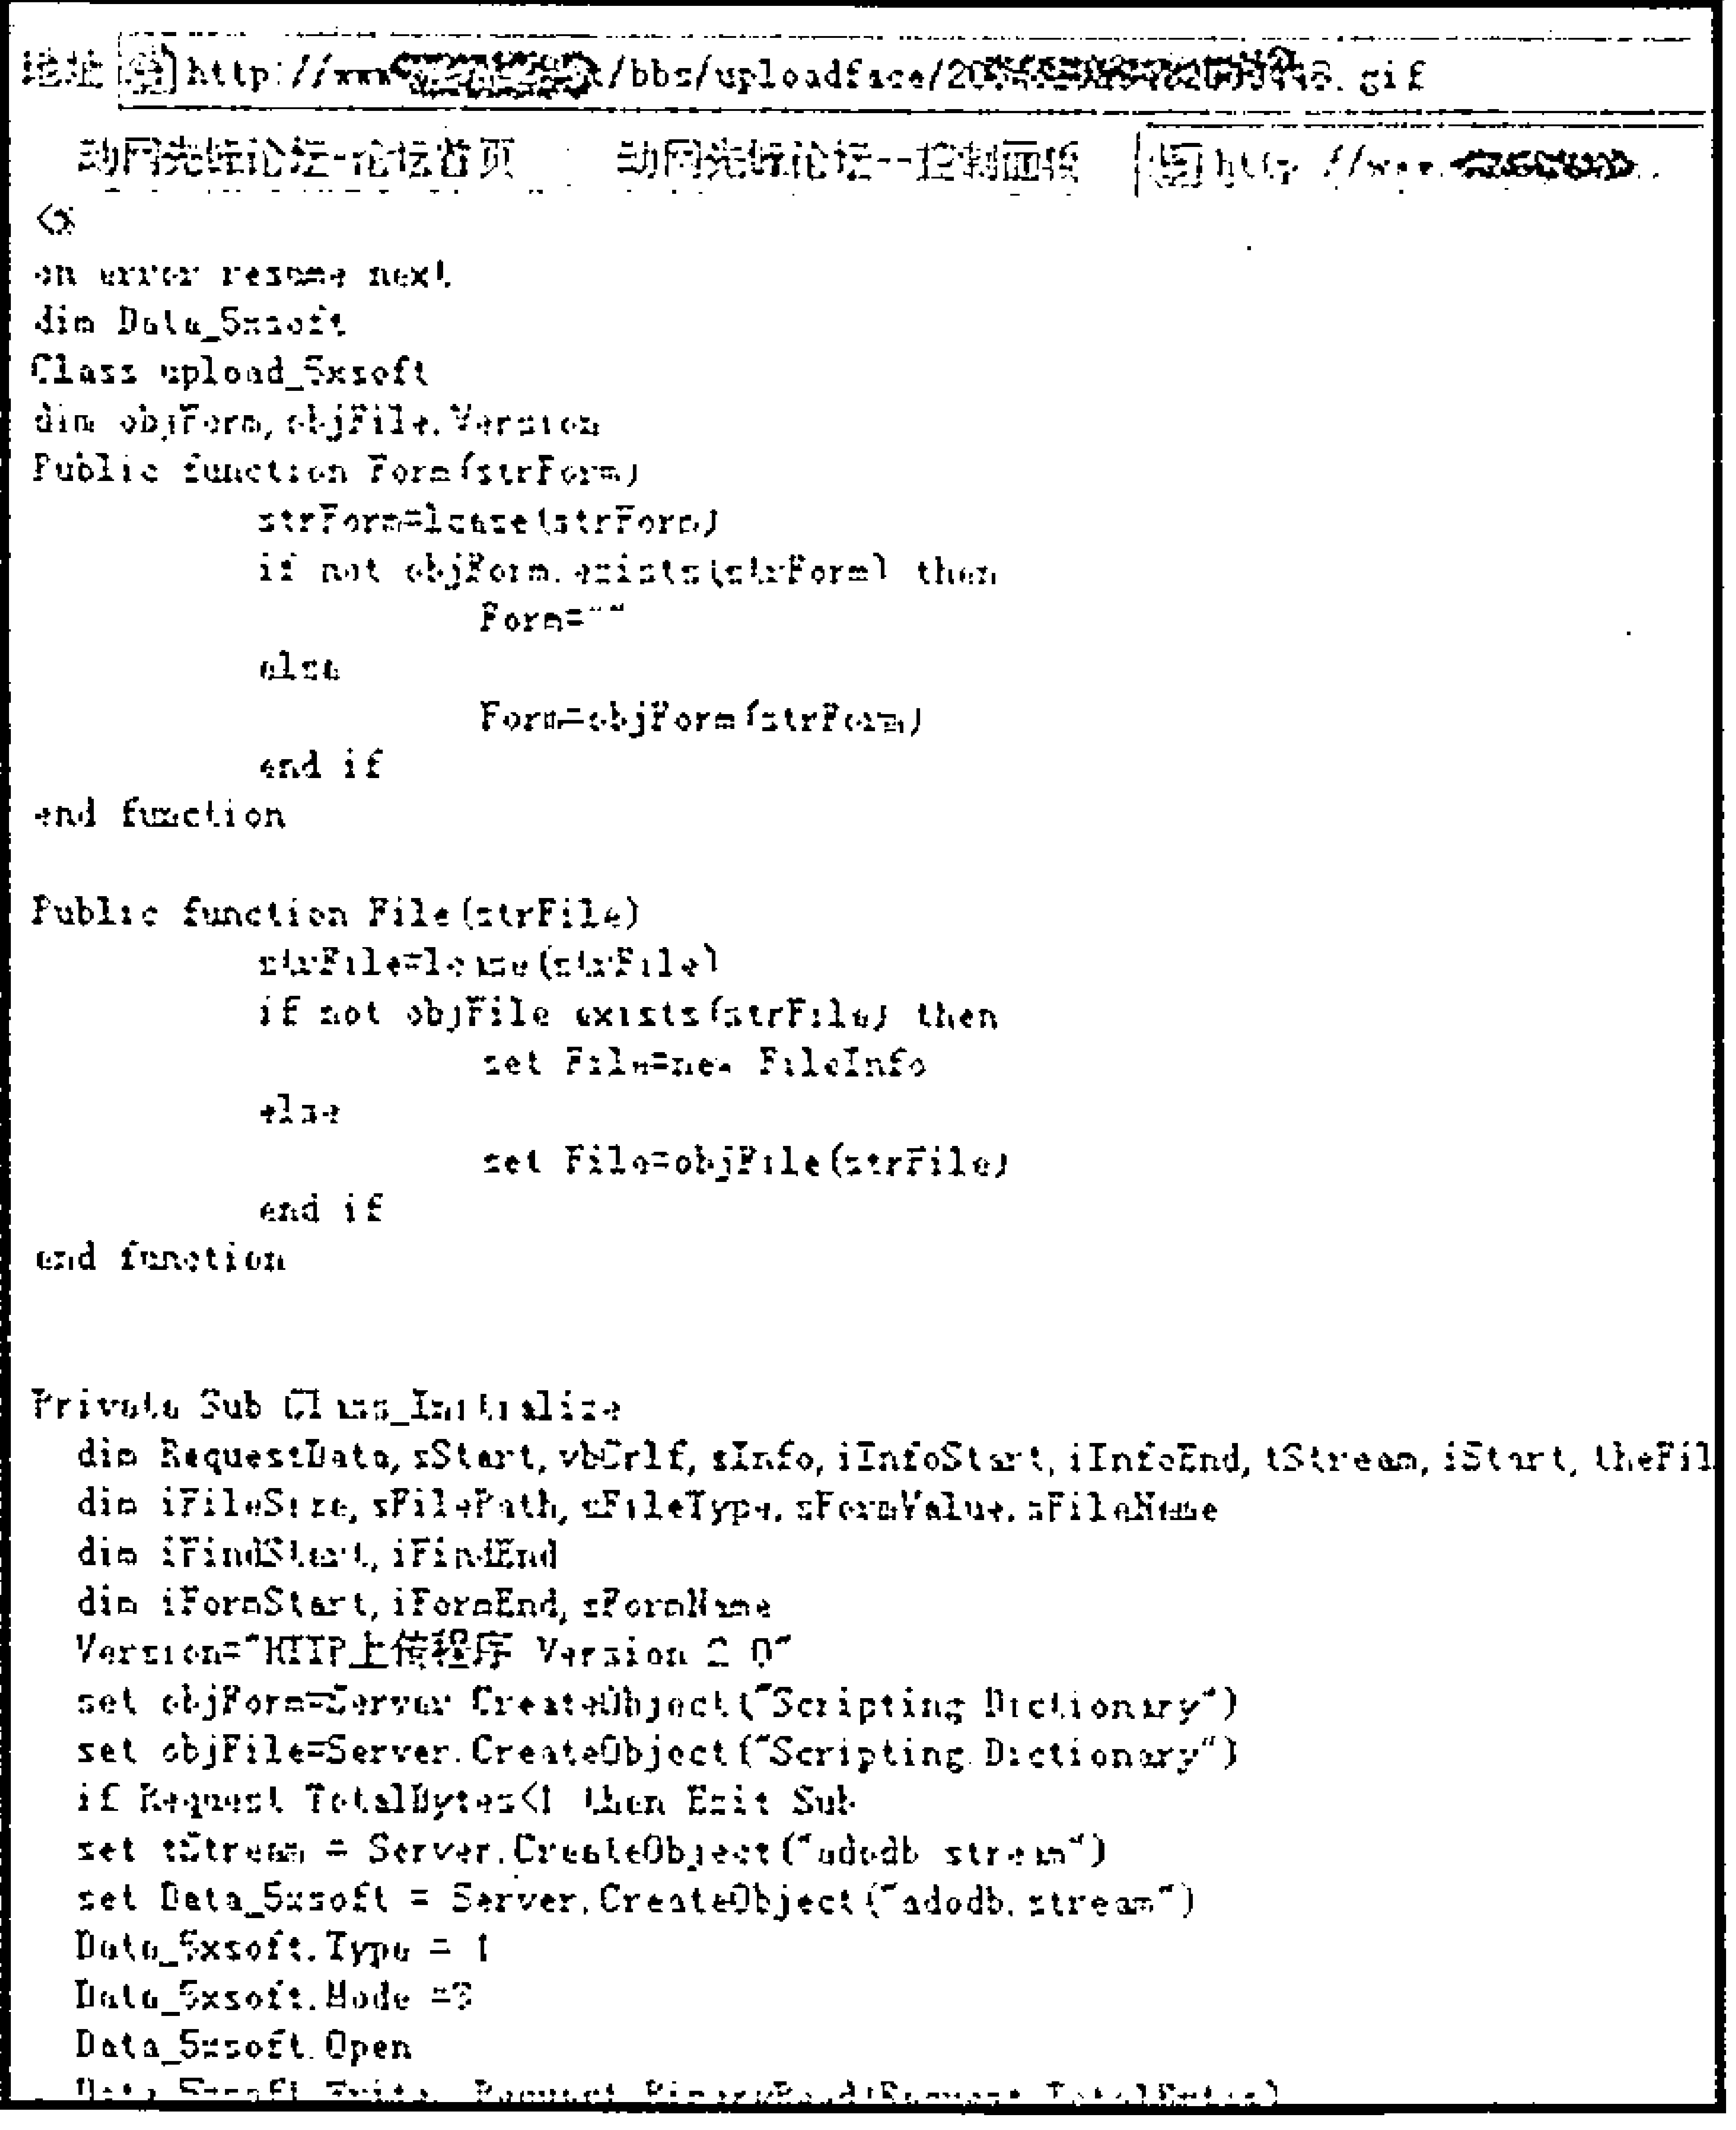 地址 http://www /bbs/uploadface/20 .gif
动网先锋论坛-论坛首页 动网先锋论坛--控制面板 http://www.
<%
on error resume next
dim Data_5xsoft
Class upload_5xsoft
dim objForm,objFile,Version
Public function Form(strForm)
strForm=lcase(strForm)
if not objForm.exists(strForm) then
Form=""
else
Form=objForm(strForm)
end if
end function
Public function File(strFile)
strFile=lcase(strFile)
if not objFile.exists(strFile) then
set File=new FileInfo
else
set File=objFile(strFile)
end if
end function
Private Sub Class_Initialize
dim RequestData,sStart,vbCrlf,sInfo,iInfoStart,iInfoEnd,tStream,iStart,theFil
dim iFileSize,sFilePath,sFileType,sFormValue,sFileName
dim iFindStart,iFindEnd
dim iFormStart,iFormEnd,sFormName
Version="HTTP上传程序 Version 2.0"
set objForm=Server.CreateObject("Scripting.Dictionary")
set objFile=Server.CreateObject("Scripting.Dictionary")
if Request.TotalBytes<1 then Exit Sub
set tStream = Server.CreateObject("adodb.stream")
set Data_5xsoft = Server.CreateObject("adodb.stream")
Data_5xsoft.Type = 1
Data_5xsoft.Mode =3
Data_5xsoft.Open
Data_5xsoft.Write Request.BinaryRead(Request.TotalBytes)